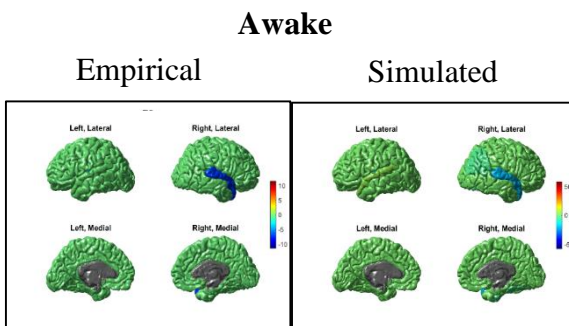 Awake
Empirical
Simulated
Left, Lateral
Right, Lateral
10
5
0
-5
-10
Left, Medial
Right, Medial
Left, Lateral
Right, Lateral
0
Left, Medial
Right, Medial